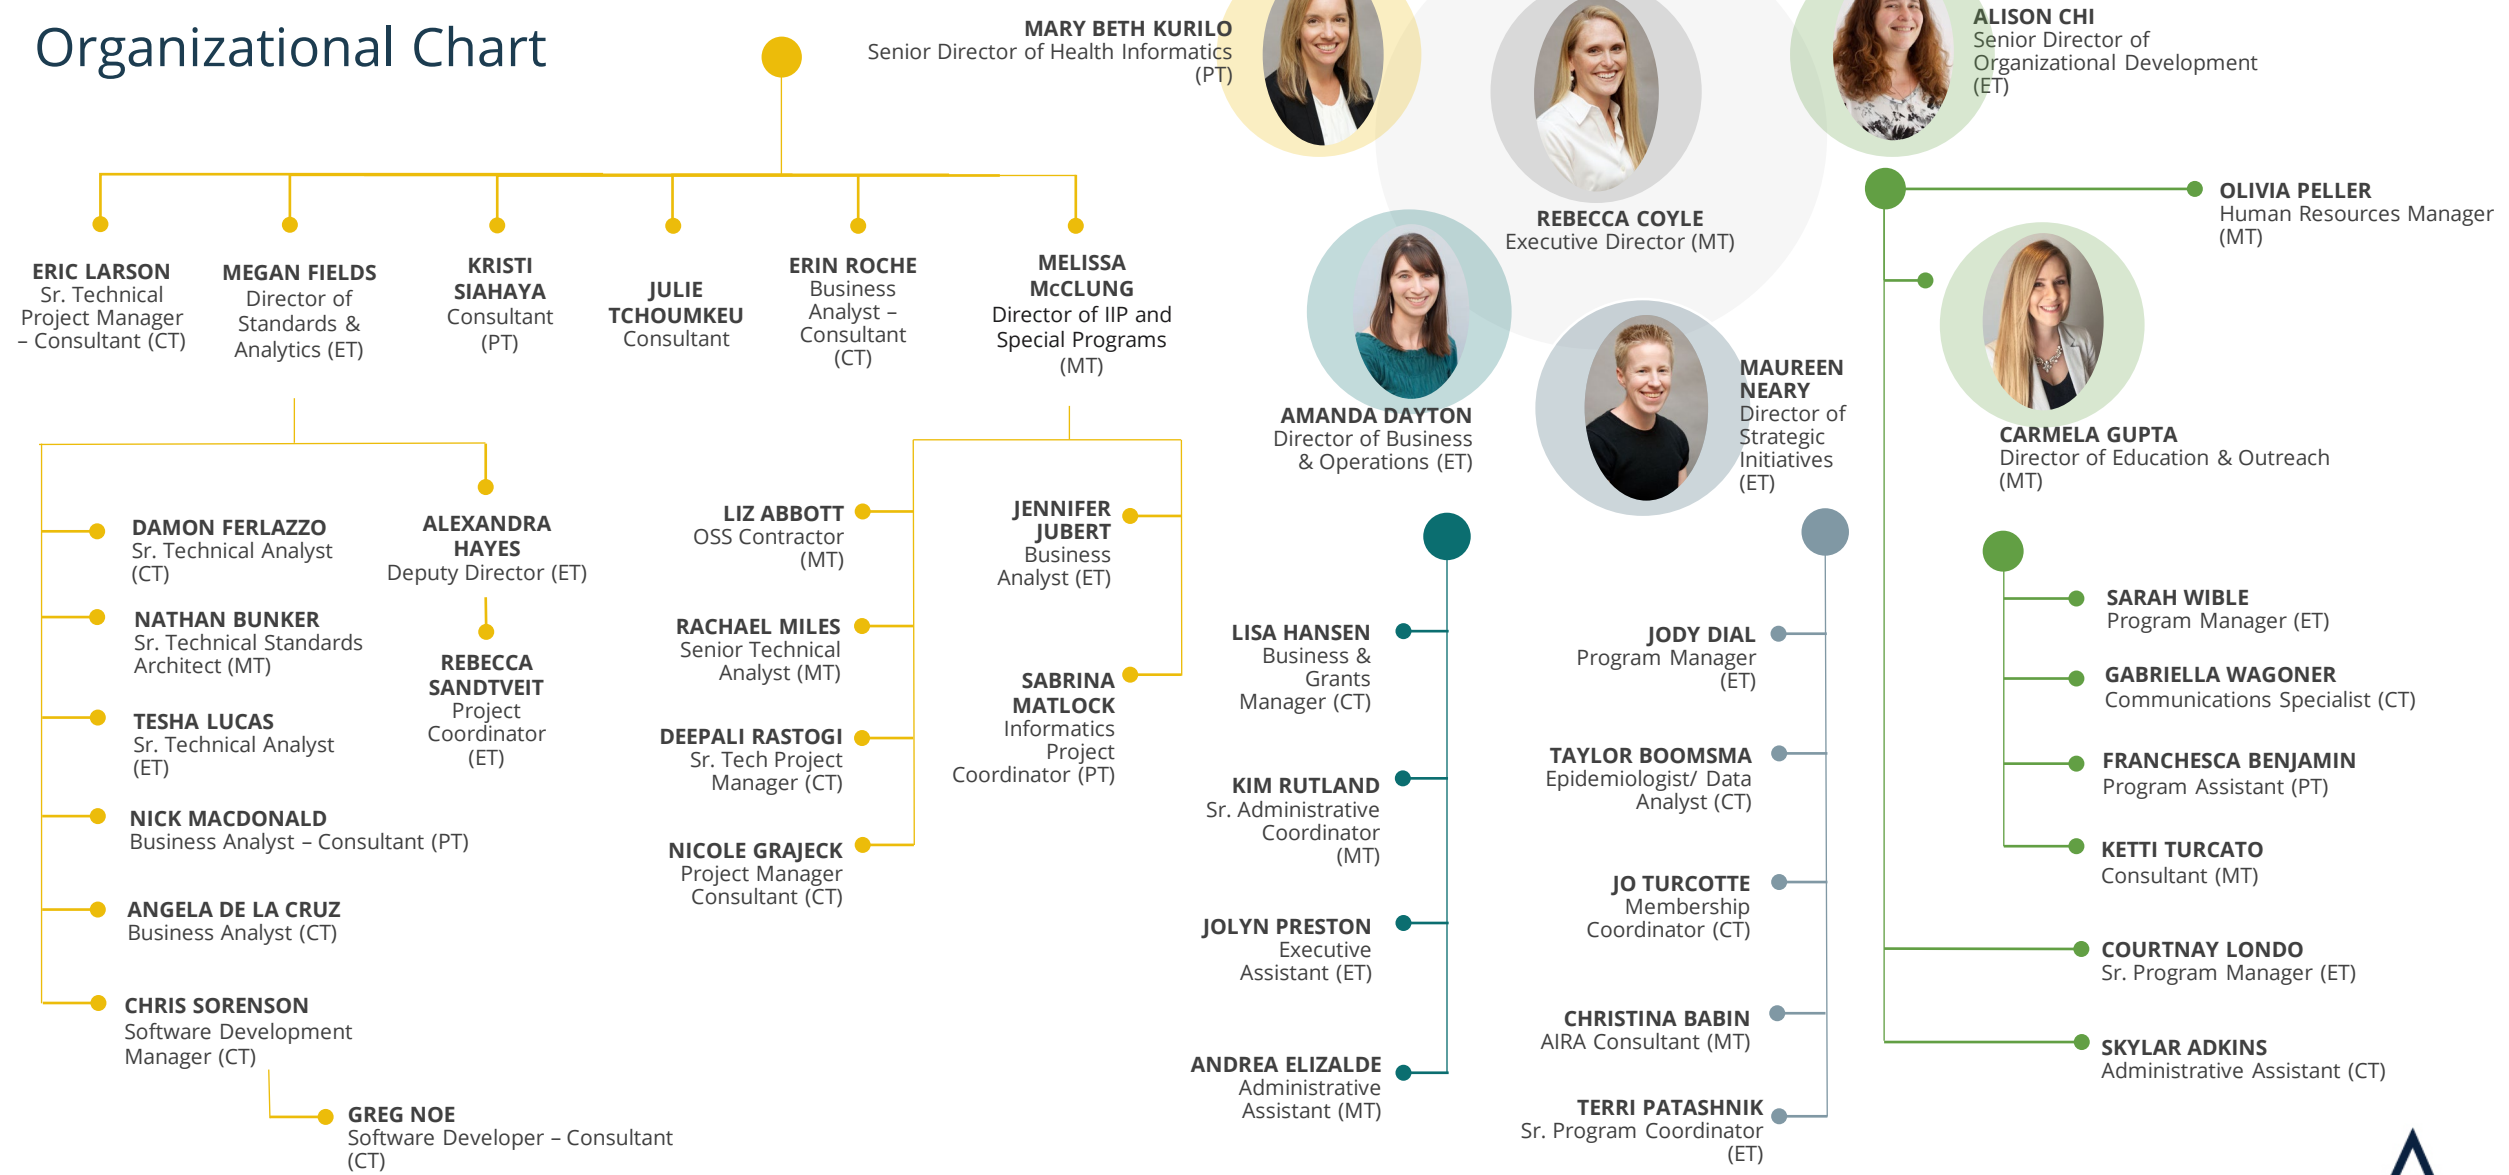 Organizational Chart
MARY BETH KURILO
Senior Director of Health Informatics
(PT)
ALISON CHI
Senior Director of
Organizational Development
(ET)
REBECCA COYLE
Executive Director (MT)
OLIVIA PELLER
Human Resources Manager
(MT)
ERIC LARSON
Sr. Technical
Project Manager
– Consultant (CT)
MEGAN FIELDS
Director of
Standards &
Analytics (ET)
KRISTI
SIAHAYA
Consultant
(PT)
JULIE
TCHOUMKEU
Consultant
ERIN ROCHE
Business
Analyst –
Consultant
(CT)
MELISSA
McCLUNG
Director of IIP and
Special Programs
(MT)
AMANDA DAYTON
Director of Business
& Operations (ET)
MAUREEN
NEARY
Director of
Strategic
Initiatives
(ET)
CARMELA GUPTA
Director of Education & Outreach
(MT)
DAMON FERLAZZO
Sr. Technical Analyst
(CT)
NATHAN BUNKER
Sr. Technical Standards
Architect (MT)
TESHA LUCAS
Sr. Technical Analyst
(ET)
NICK MACDONALD
Business Analyst – Consultant (PT)
ANGELA DE LA CRUZ
Business Analyst (CT)
CHRIS SORENSON
Software Development
Manager (CT)
GREG NOE
Software Developer – Consultant
(CT)
ALEXANDRA
HAYES
Deputy Director (ET)
REBECCA
SANDTVEIT
Project
Coordinator
(ET)
LIZ ABBOTT
OSS Contractor
(MT)
RACHAEL MILES
Senior Technical
Analyst (MT)
DEEPALI RASTOGI
Sr. Tech Project
Manager (CT)
NICOLE GRAJECK
Project Manager
Consultant (CT)
JENNIFER
JUBERT
Business
Analyst (ET)
SABRINA
MATLOCK
Informatics
Project
Coordinator (PT)
LISA HANSEN
Business &
Grants
Manager (CT)
KIM RUTLAND
Sr. Administrative
Coordinator
(MT)
JOLYN PRESTON
Executive
Assistant (ET)
ANDREA ELIZALDE
Administrative
Assistant (MT)
JODY DIAL
Program Manager
(ET)
TAYLOR BOOMSMA
Epidemiologist/ Data
Analyst (CT)
JO TURCOTTE
Membership
Coordinator (CT)
CHRISTINA BABIN
AIRA Consultant (MT)
TERRI PATASHNIK
Sr. Program Coordinator
(ET)
SARAH WIBLE
Program Manager (ET)
GABRIELLA WAGONER
Communications Specialist (CT)
FRANCHESCA BENJAMIN
Program Assistant (PT)
KETTI TURCATO
Consultant (MT)
COURTNAY LONDO
Sr. Program Manager (ET)
SKYLAR ADKINS
Administrative Assistant (CT)